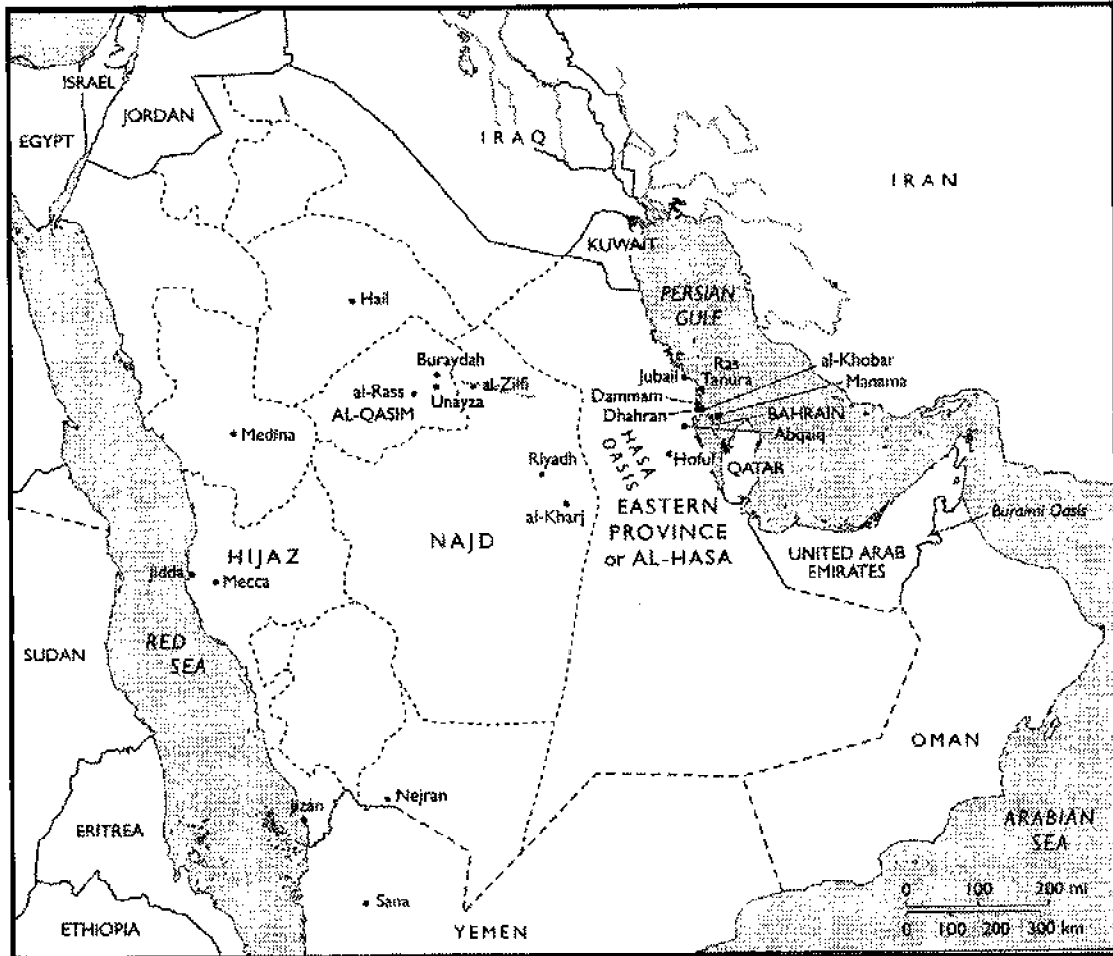 ISRAEL
JORDAN
EGYPT
IRAQ
IRAN
KUWAIT
PERSIAN
GULF
Hail
Buraydah
al-Zilfi
al-Rass
Unayza
AL-QASIM
Medina
Jubail
Ras
Tanura
al-Khobar
Manama
Dammam
Dhahran
BAHRAIN
Abqaiq
HASA
OASIS
Hofuf
QATAR
Riyadh
al-Kharj
EASTERN
PROVINCE
or AL-HASA
Buraimi Oasis
UNITED ARAB
EMIRATES
NAJD
HIJAZ
Jidda
Mecca
RED
SEA
SUDAN
OMAN
Nejran
Jizan
ERITREA
ARABIAN
SEA
Sana
YEMEN
ETHIOPIA
0 100 200 mi
0 100 200 300 km